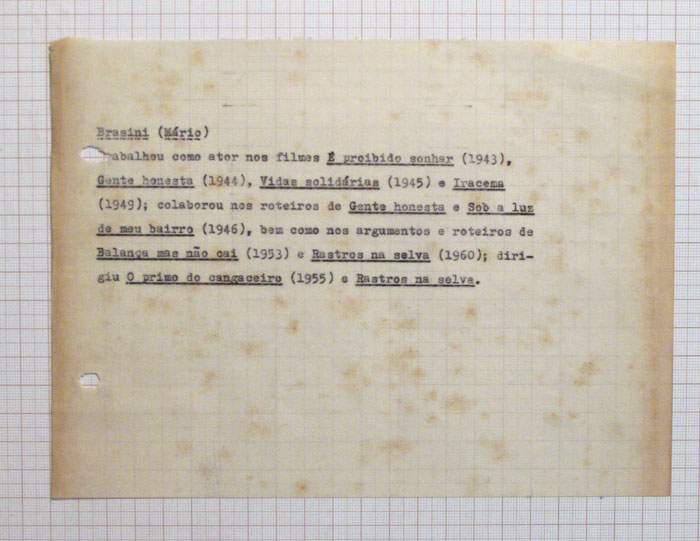 Brasini (Mário)
Trabalhou como ator nos filmes É proibido sonhar (1943),
Gente honesta (1944), Vidas solidárias (1945) e Iracema
(1949); colaborou nos roteiros de Gente honesta e Sob a luz
de meu bairro (1946), bem como nos argumentos e roteiros de
Balança mas não cai (1953) e Rastros na selva (1960); diri-
giu O primo do cangaceiro (1955) e Rastros na selva.